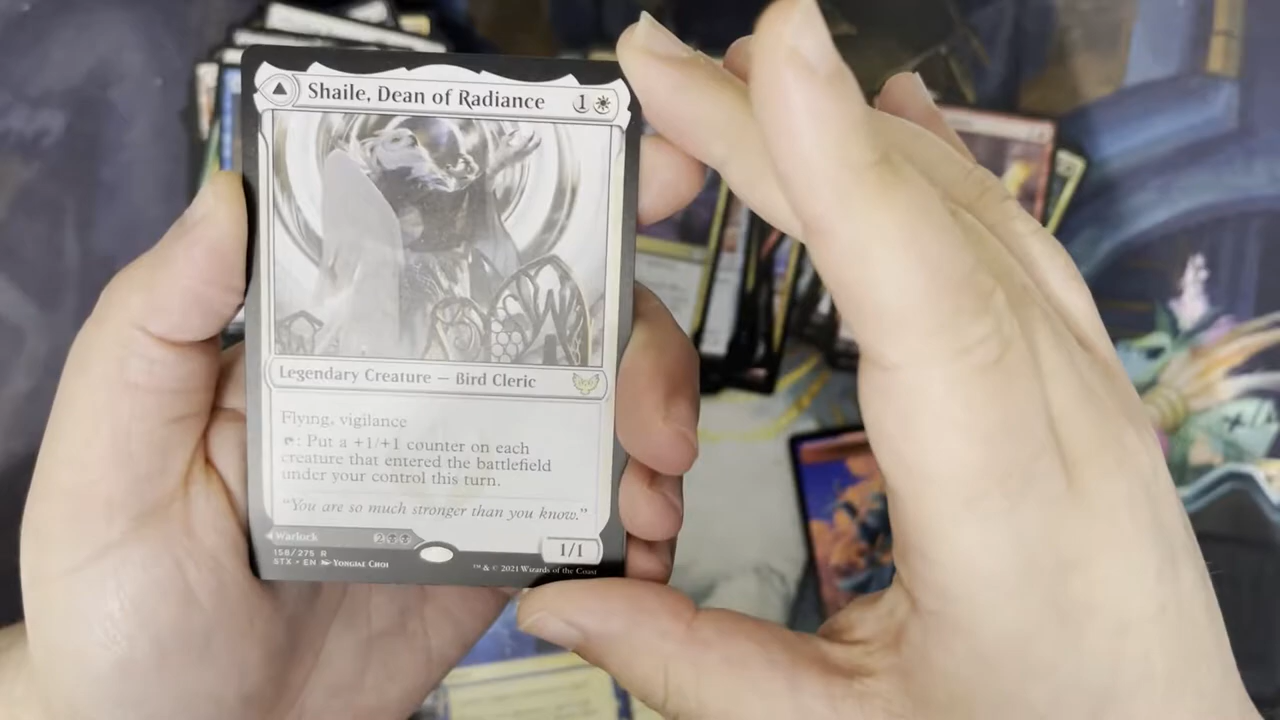 Shaile, Dean of Radiance 1
Legendary Creature — Bird Cleric
Flying, vigilance
: Put a +1/+1 counter on each
creature that entered the battlefield
under your control this turn.
"You are so much stronger than you know."
Warlock 2
1/1
158/275 R
STX • EN Yongjae Choi
™ & © 2021 Wizards of the Coast